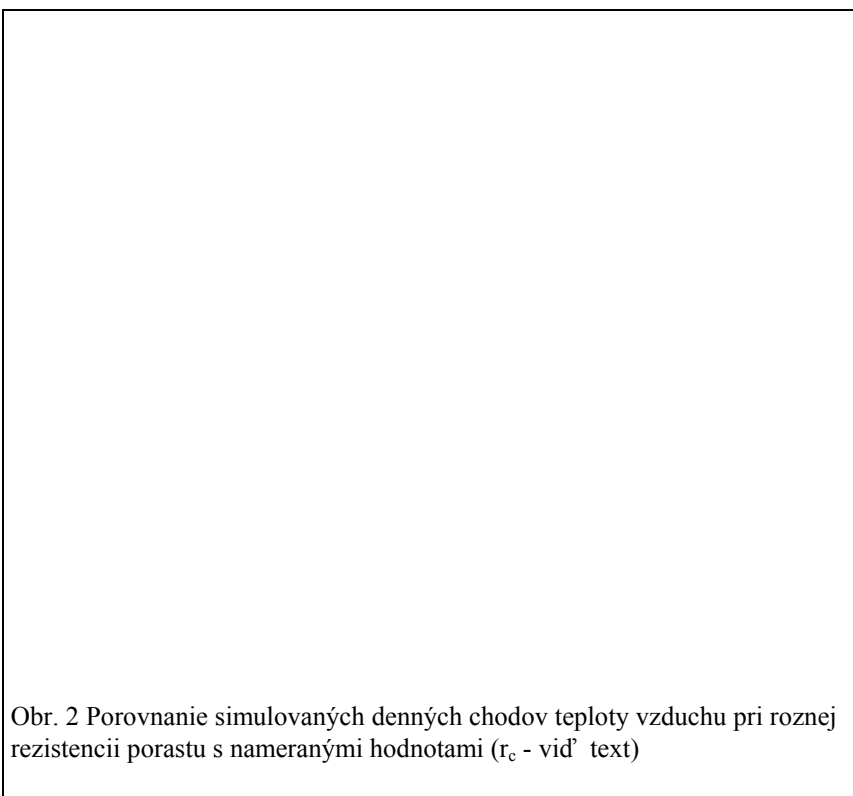 Obr. 2 Porovnanie simulovaných denných chodov teploty vzduchu pri roznej
rezistencii porastu s nameranými hodnotami (rc - viď text)